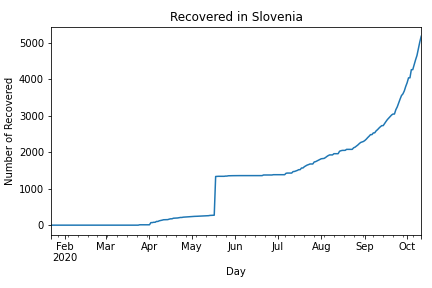 Recovered in Slovenia
Number of Recovered
5000
4000
3000
2000
1000
0
Feb
2020
Mar
Apr
May
Jun
Jul
Aug
Sep
Oct
Day